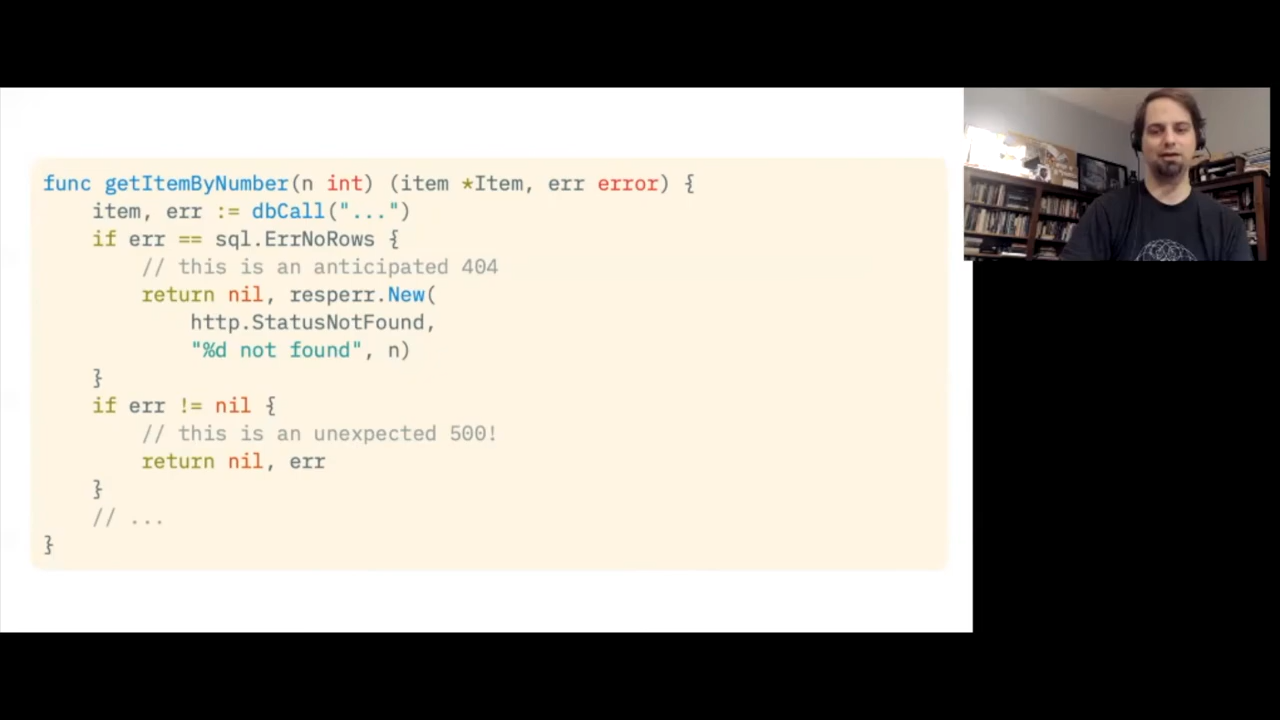 func getItemByNumber(n int) (item *Item, err error) {
    item, err := dbCall("...")
    if err == sql.ErrNoRows {
        // this is an anticipated 404
        return nil, resperr.New(
            http.StatusNotFound,
            "%d not found", n)
    }
    if err != nil {
        // this is an unexpected 500!
        return nil, err
    }
    // ...
}